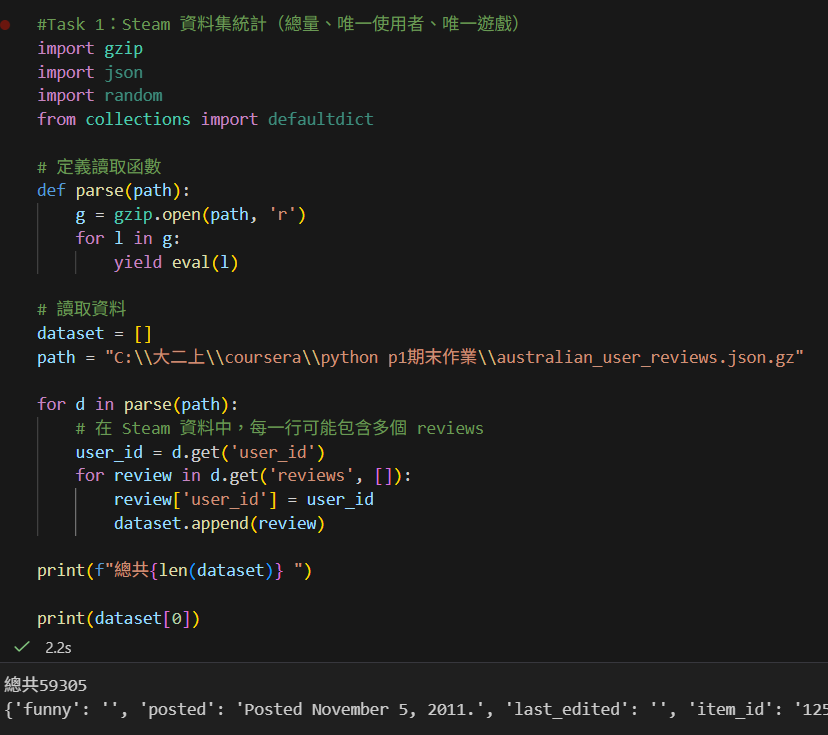 #Task 1：Steam 資料集統計（總量、唯一使用者、唯一遊戲）
import gzip
import json
import random
from collections import defaultdict

# 定義讀取函數
def parse(path):
    g = gzip.open(path, 'r')
    for l in g:
        yield eval(l)

# 讀取資料
dataset = []
path = "C:\\大二上\\coursera\\python p1期末作業\\australian_user_reviews.json.gz"

for d in parse(path):
    # 在 Steam 資料中，每一行可能包含多個 reviews
    user_id = d.get('user_id')
    for review in d.get('reviews', []):
        review['user_id'] = user_id
        dataset.append(review)

print(f"總共{len(dataset)} ")

print(dataset[0])
2.2s
總共59305
{'funny': '', 'posted': 'Posted November 5, 2011.', 'last_edited': '', 'item_id': '125